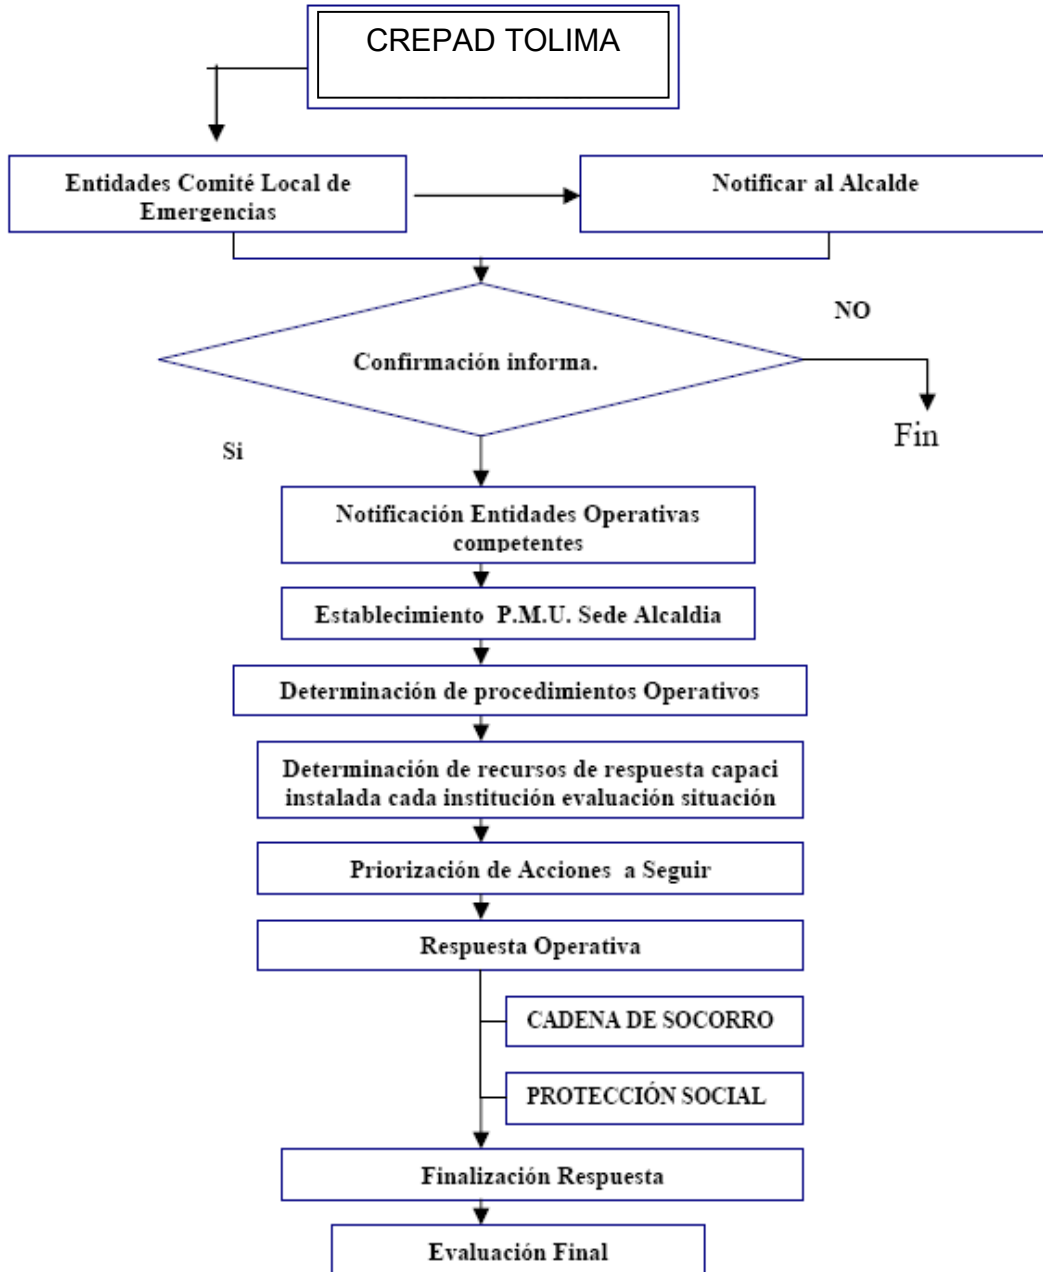 CREPAD TOLIMA
Entidades Comité Local de
Emergencias
Notificar al Alcalde
NO
Confirmación informa.
Fin
Si
Notificación Entidades Operativas
competentes
Establecimiento P.M.U. Sede Alcaldia
Determinación de procedimientos Operativos
Determinación de recursos de respuesta capaci
instalada cada institución evaluación situación
Priorización de Acciones a Seguir
Respuesta Operativa
CADENA DE SOCORRO
PROTECCIÓN SOCIAL
Finalización Respuesta
Evaluación Final